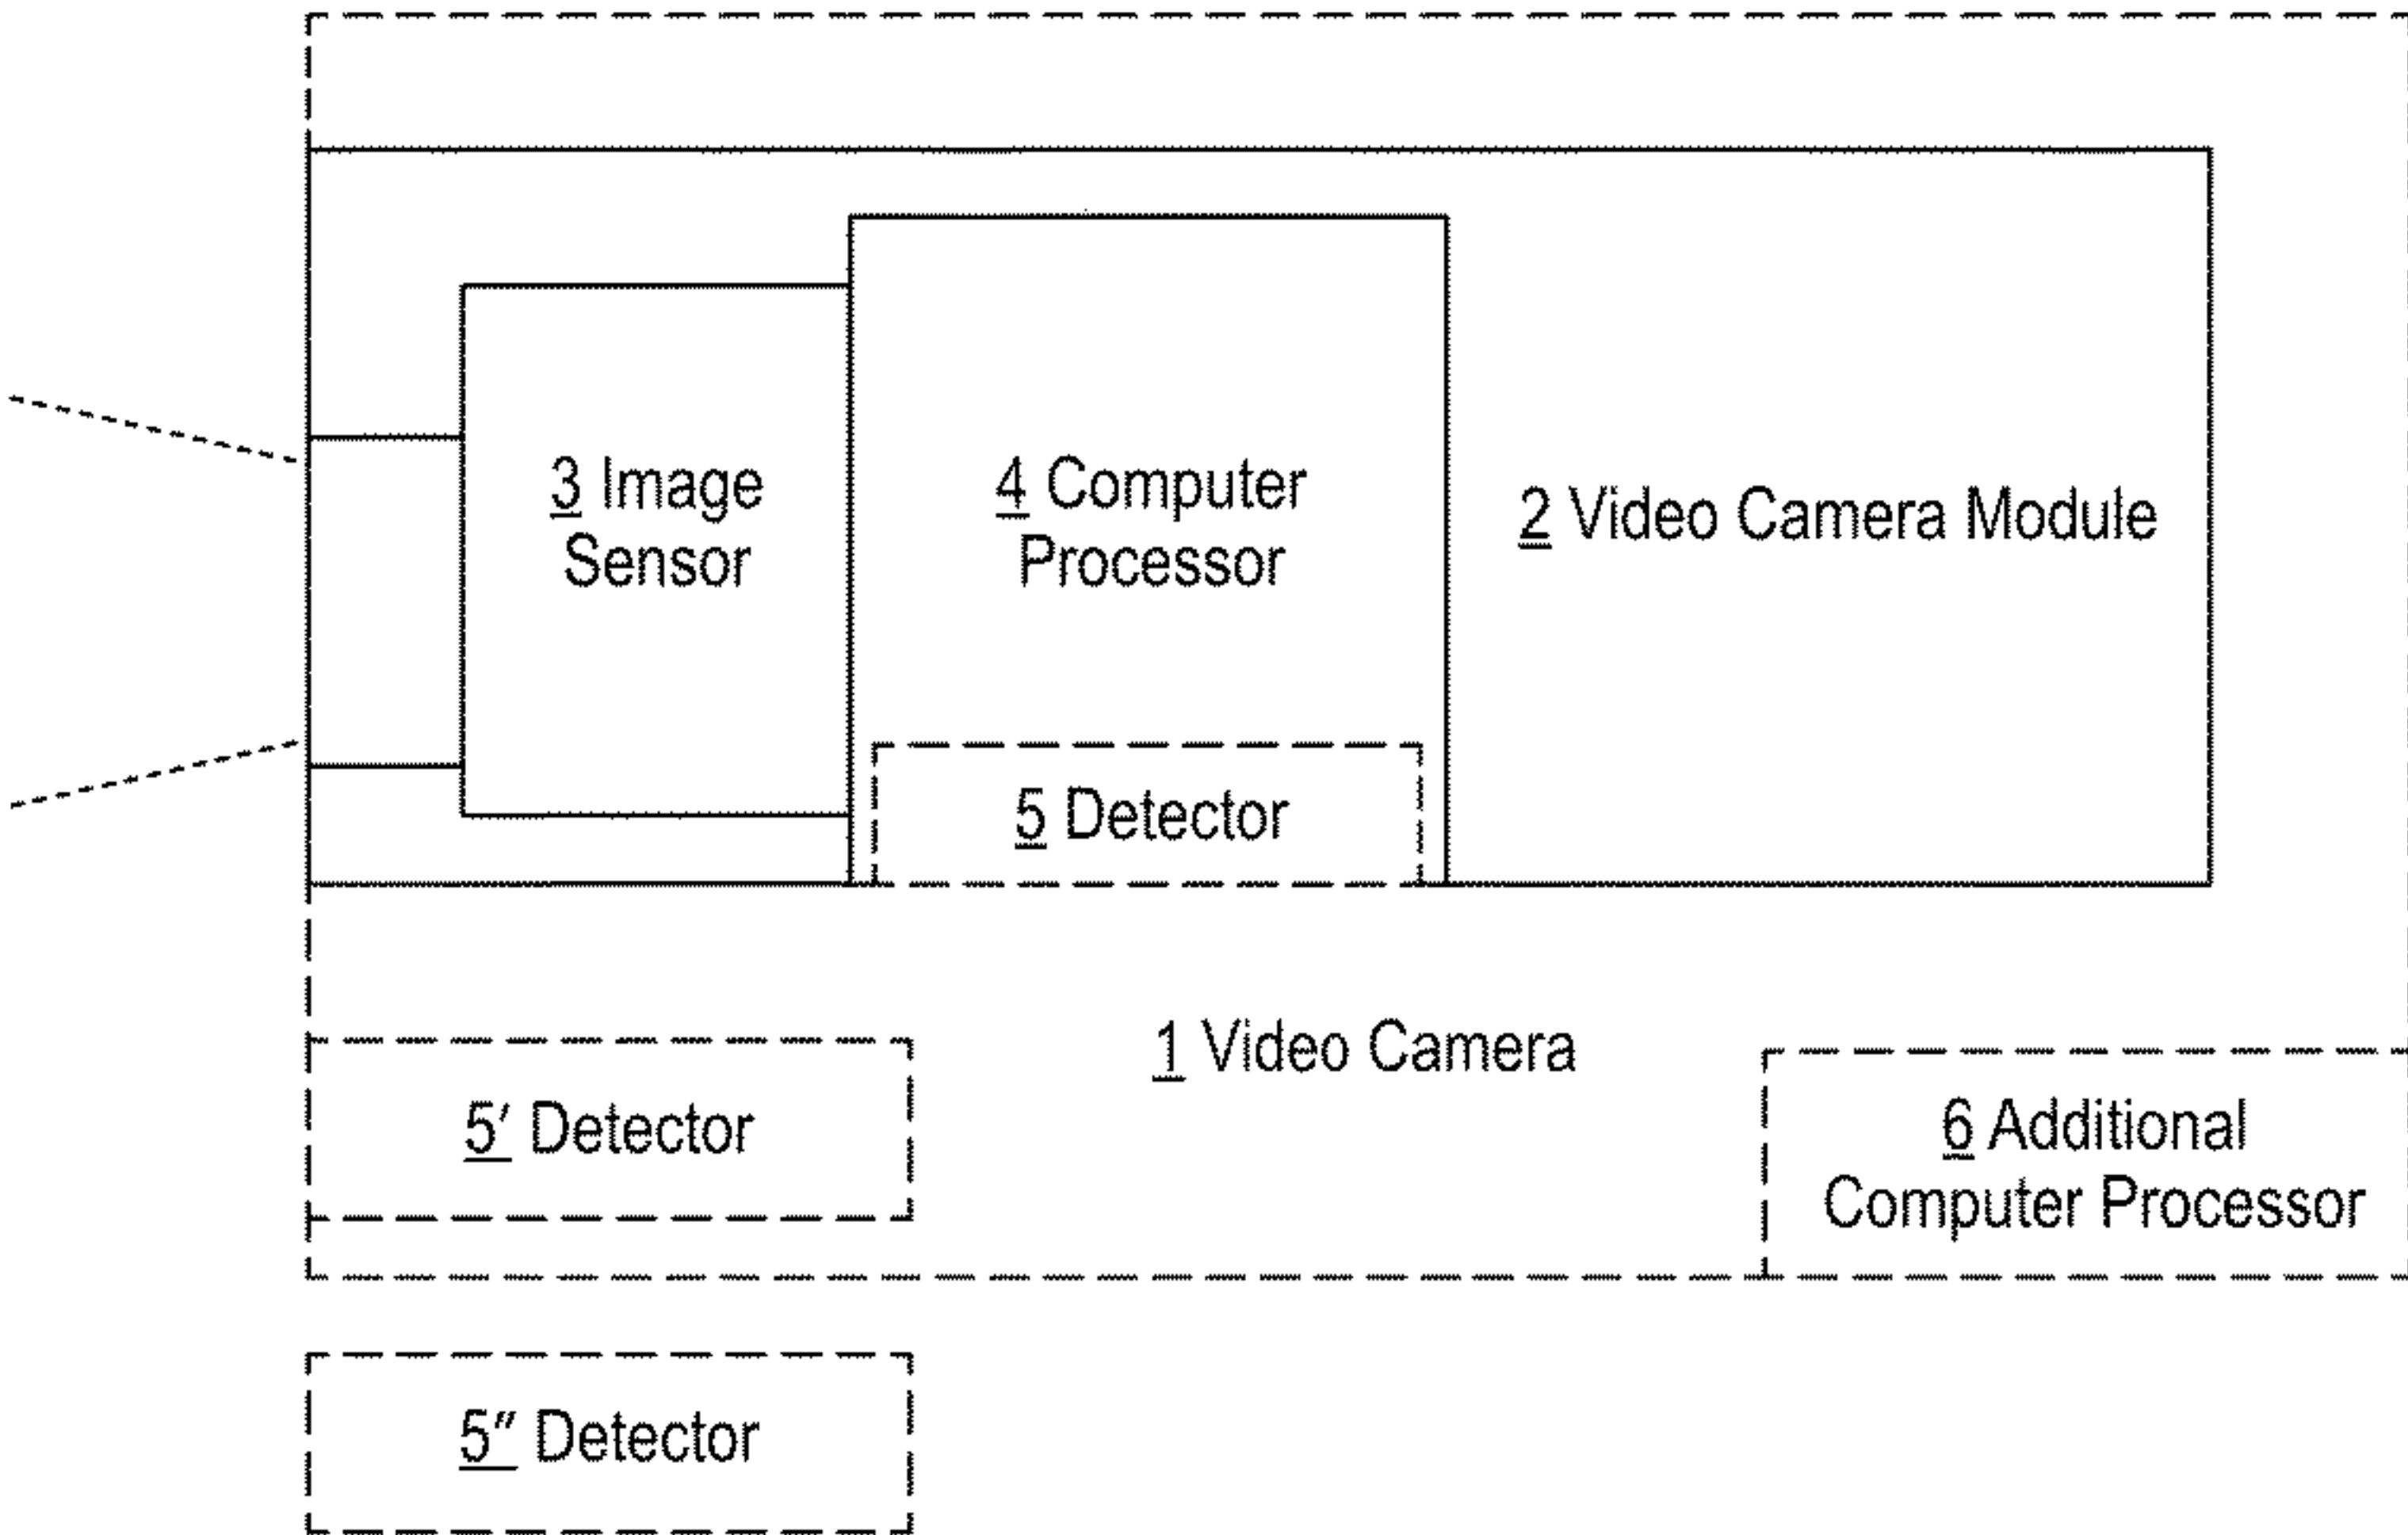 3 Image
Sensor
4 Computer
Processor
2 Video Camera Module
5 Detector
1 Video Camera
5′ Detector
6 Additional
Computer Processor
5″ Detector